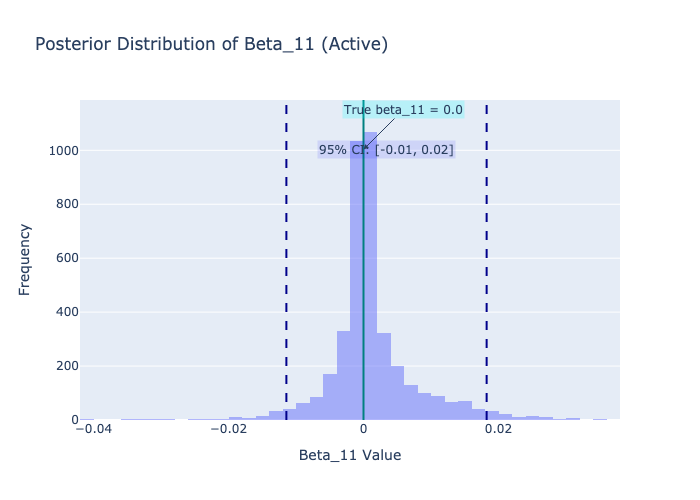 Posterior Distribution of Beta_11 (Active)
True beta_11 = 0.0
95% CI: [-0.01, 0.02]
1000
800
600
400
200
0
Frequency
−0.04
−0.02
0
0.02
Beta_11 Value